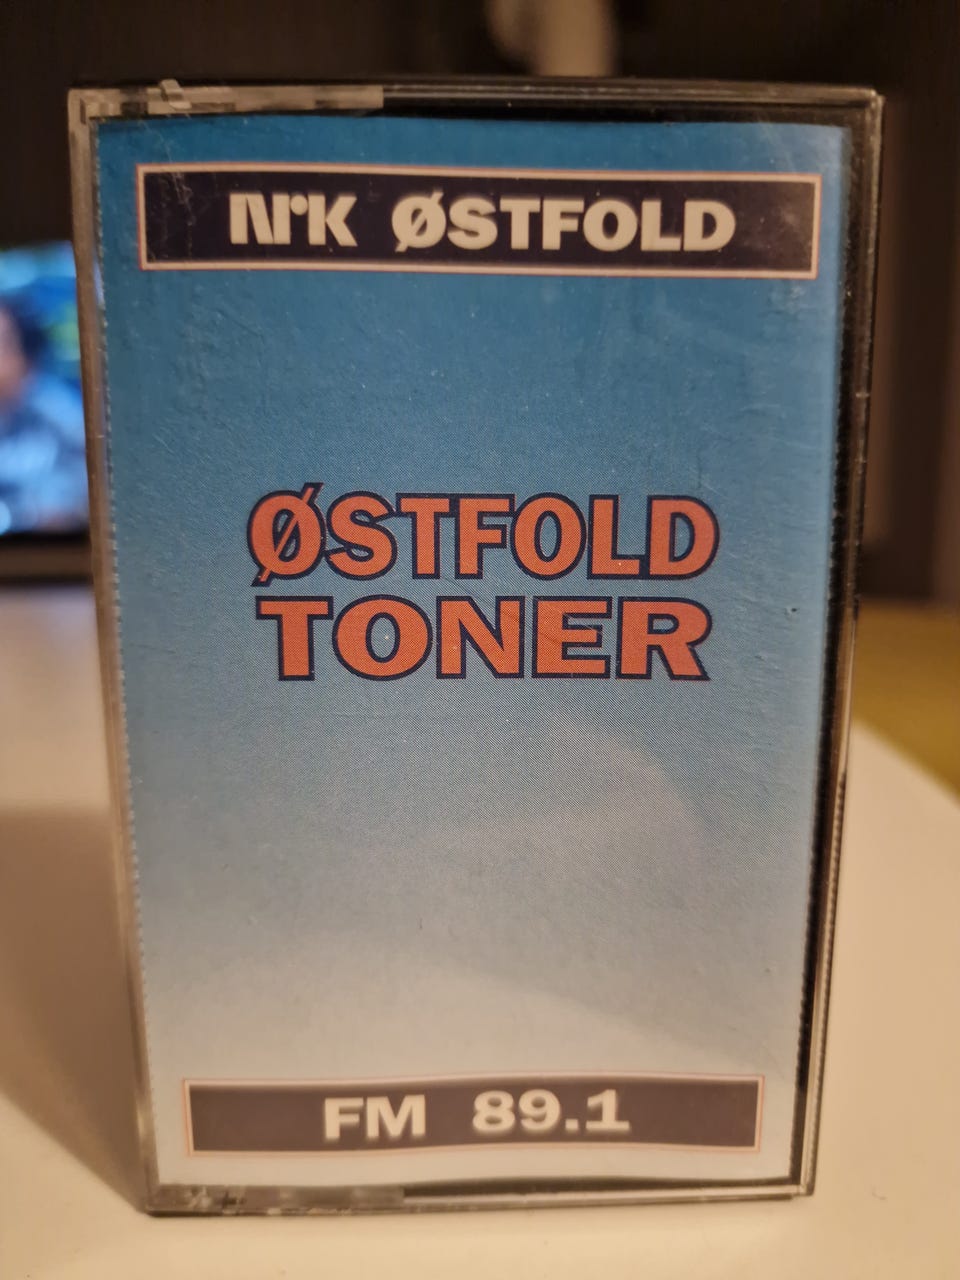 NRK ØSTFOLD
ØSTFOLD
TONER
FM 89.1